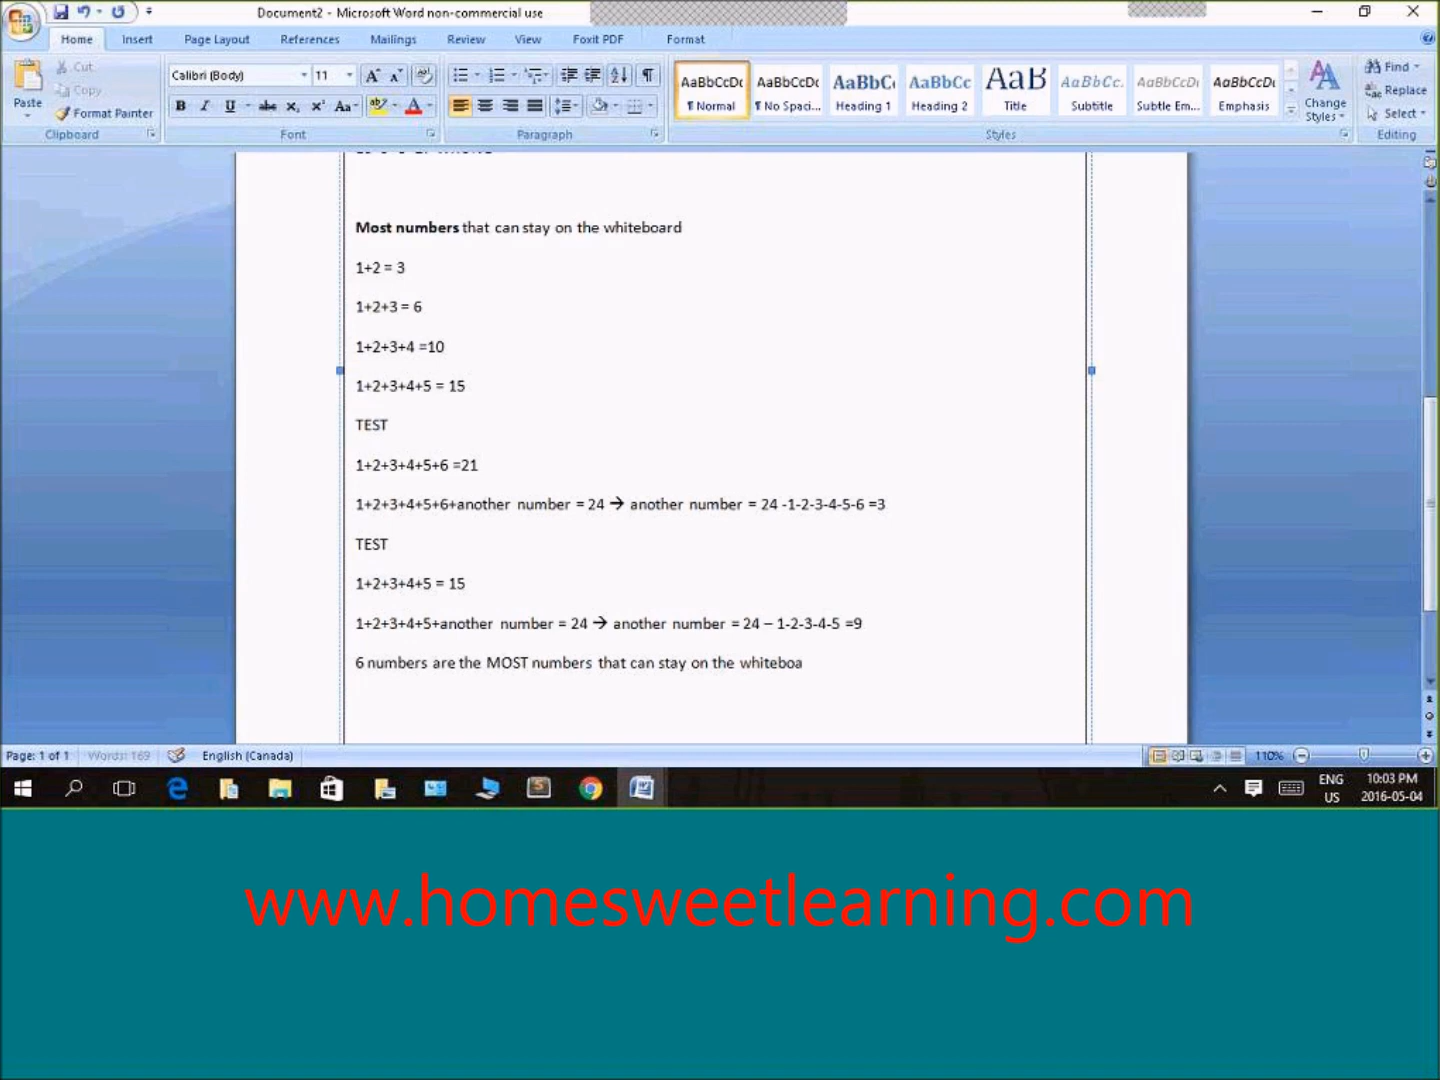 Document2 - Microsoft Word non-commercial use
Home Insert Page Layout References Mailings Review View Foxit PDF Format
Paste
Cut
Copy
Format Painter
Clipboard
Calibri (Body) 11
B I U abc X₂ X² Aa
Font
Paragraph
AaBbCcDc AaBbCcDc AaBbC AaBbCc AaB AaBbCc. AaBbCcDi AaBbCcDi
¶ Normal ¶ No Spaci... Heading 1 Heading 2 Title Subtitle Subtle Em... Emphasis
Change Styles
Styles
Find
Replace
Select
Editing
Most numbers that can stay on the whiteboard
1+2 = 3
1+2+3 = 6
1+2+3+4 =10
1+2+3+4+5 = 15
TEST
1+2+3+4+5+6 =21
1+2+3+4+5+6+another number = 24 → another number = 24 -1-2-3-4-5-6 =3
TEST
1+2+3+4+5 = 15
1+2+3+4+5+another number = 24 → another number = 24 – 1-2-3-4-5 =9
6 numbers are the MOST numbers that can stay on the whiteboa
Page: 1 of 1 Words: 169 English (Canada) 110%
ENG
US
10:03 PM
2016-05-04
www.homesweetlearning.com